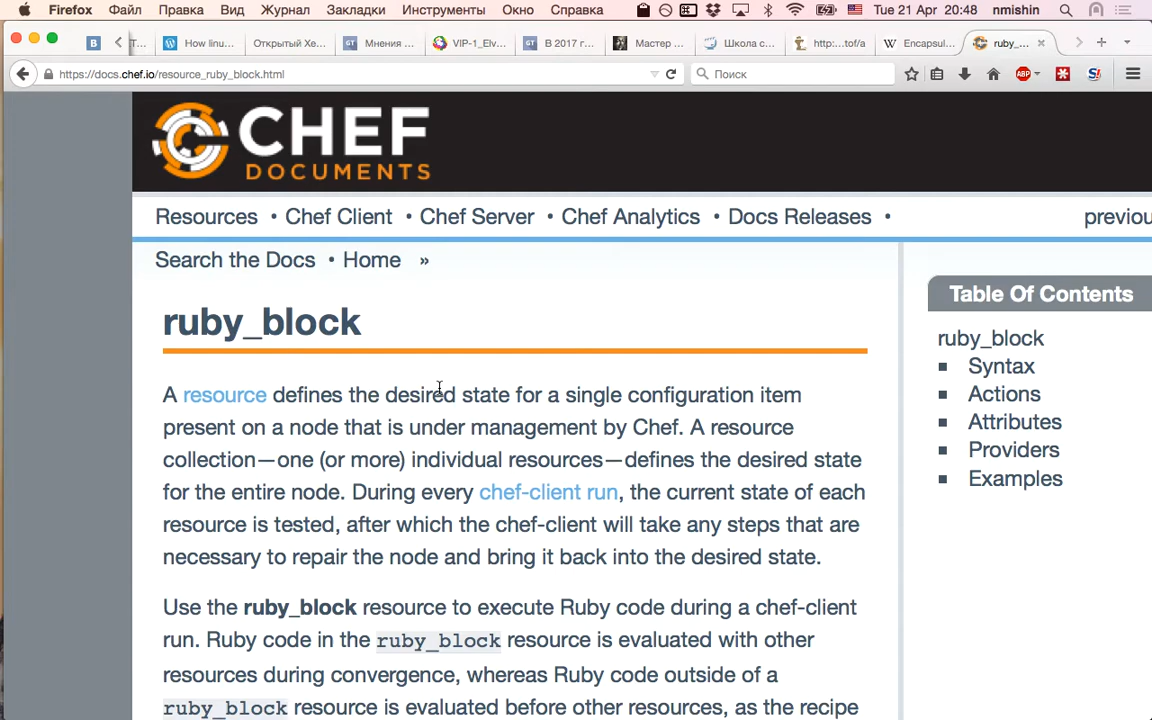 Firefox Файл Правка Вид Журнал Закладки Инструменты Окно Справка Tue 21 Apr 20:48 nmishin
B T... How linu... Открытый Хе... GT Мнения ... VIP-1_Elv... GT В 2017 г... Мастер ... Школа с... http:...tof/a W Encapsul... ruby_...
https://docs.chef.io/resource_ruby_block.html Поиск ABP S
CHEF
DOCUMENTS
Resources • Chef Client • Chef Server • Chef Analytics • Docs Releases • previou
Search the Docs • Home »
Table Of Contents
ruby_block
ruby_block
Syntax
Actions
Attributes
Providers
Examples
A resource defines the desired state for a single configuration item
present on a node that is under management by Chef. A resource
collection—one (or more) individual resources—defines the desired state
for the entire node. During every chef-client run, the current state of each
resource is tested, after which the chef-client will take any steps that are
necessary to repair the node and bring it back into the desired state.
Use the ruby_block resource to execute Ruby code during a chef-client
run. Ruby code in the ruby_block resource is evaluated with other
resources during convergence, whereas Ruby code outside of a
ruby_block resource is evaluated before other resources, as the recipe